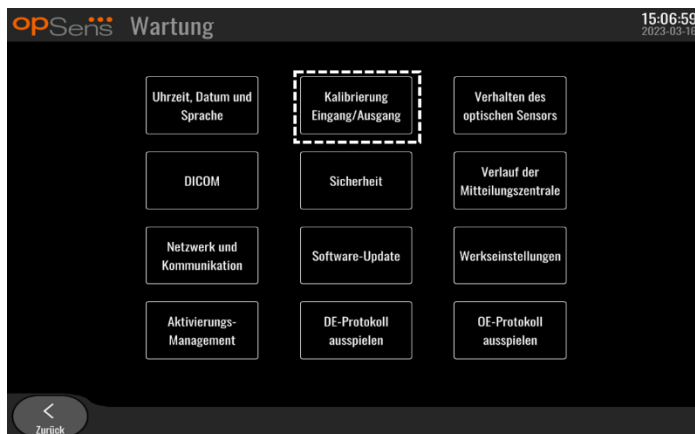 opSens Wartung
15:06:59
2023-03-16
Uhrzeit, Datum und
Sprache
Kalibrierung
Eingang/Ausgang
Verhalten des
optischen Sensors
DICOM
Sicherheit
Verlauf der
Mitteilungszentrale
Netzwerk und
Kommunikation
Software-Update
Werkseinstellungen
Aktivierungs-
Management
DE-Protokoll
ausspielen
OE-Protokoll
ausspielen
Zurück